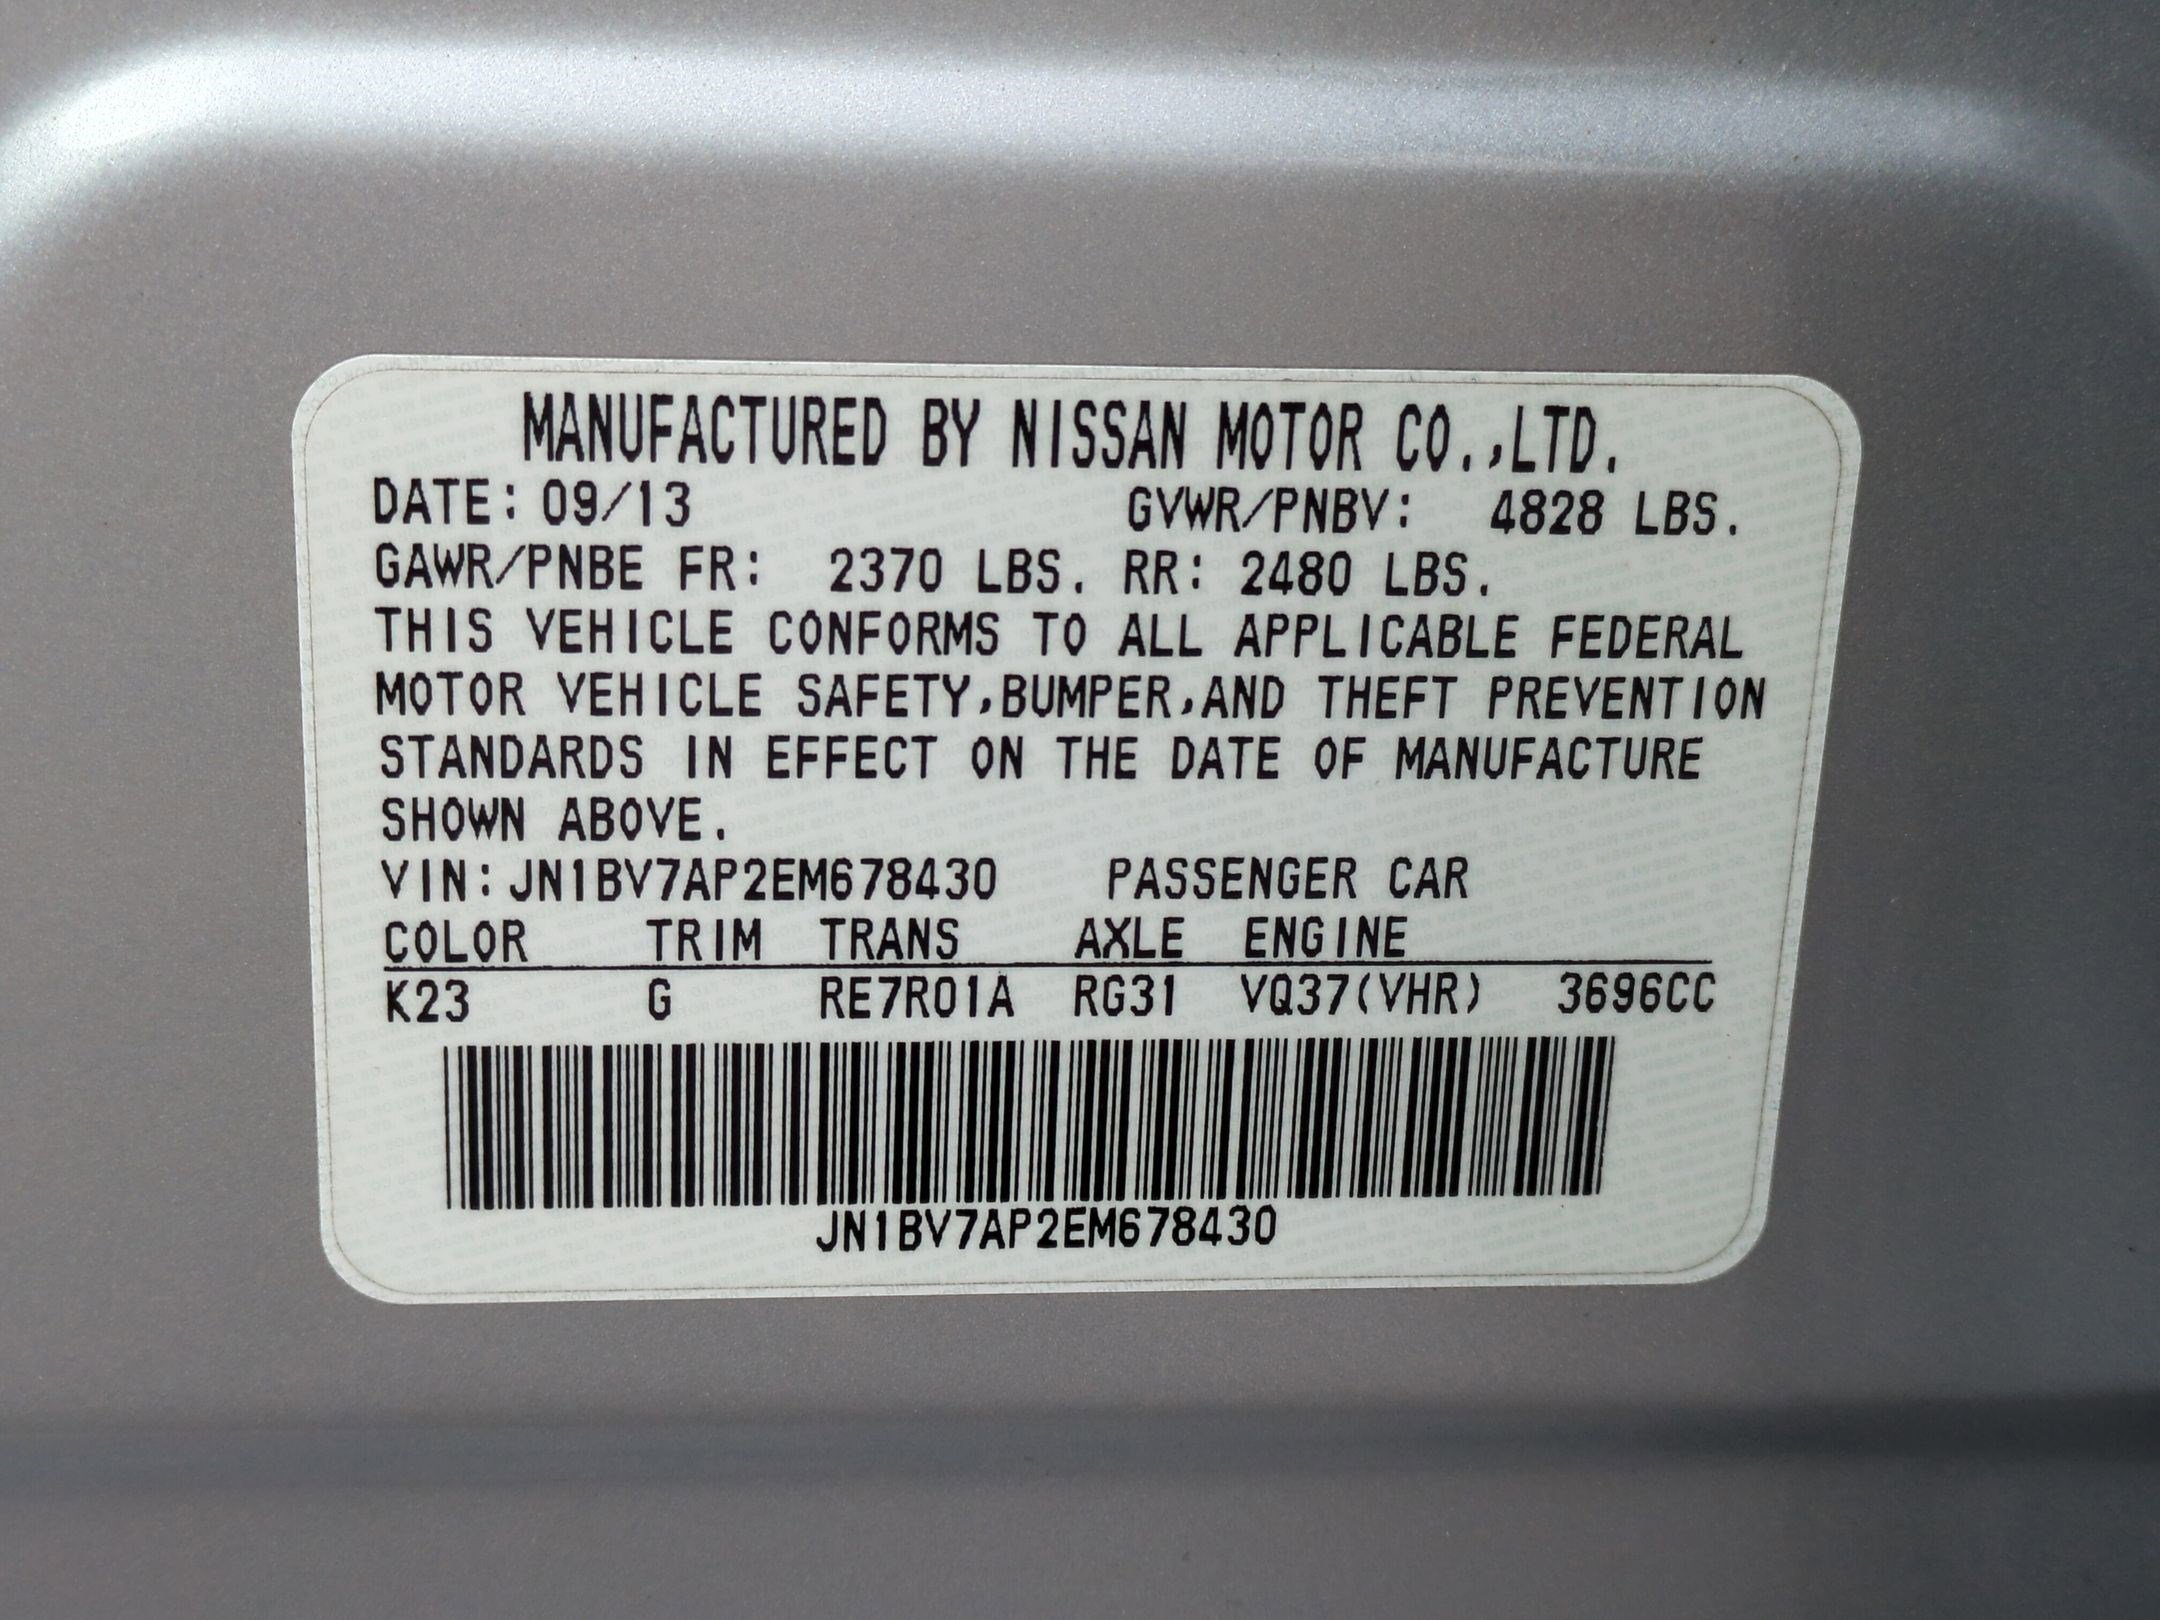 MANUFACTURED BY NISSAN MOTOR CO.,LTD.
DATE: 09/13 GVWR/PNBV: 4828 LBS.
GAWR/PNBE FR: 2370 LBS. RR: 2480 LBS.
THIS VEHICLE CONFORMS TO ALL APPLICABLE FEDERAL
MOTOR VEHICLE SAFETY,BUMPER,AND THEFT PREVENTION
STANDARDS IN EFFECT ON THE DATE OF MANUFACTURE
SHOWN ABOVE.
VIN:JN1BV7AP2EM678430 PASSENGER CAR
COLOR TRIM TRANS AXLE ENGINE
K23 G RE7R01A RG31 VQ37(VHR) 3696CC
JN1BV7AP2EM678430